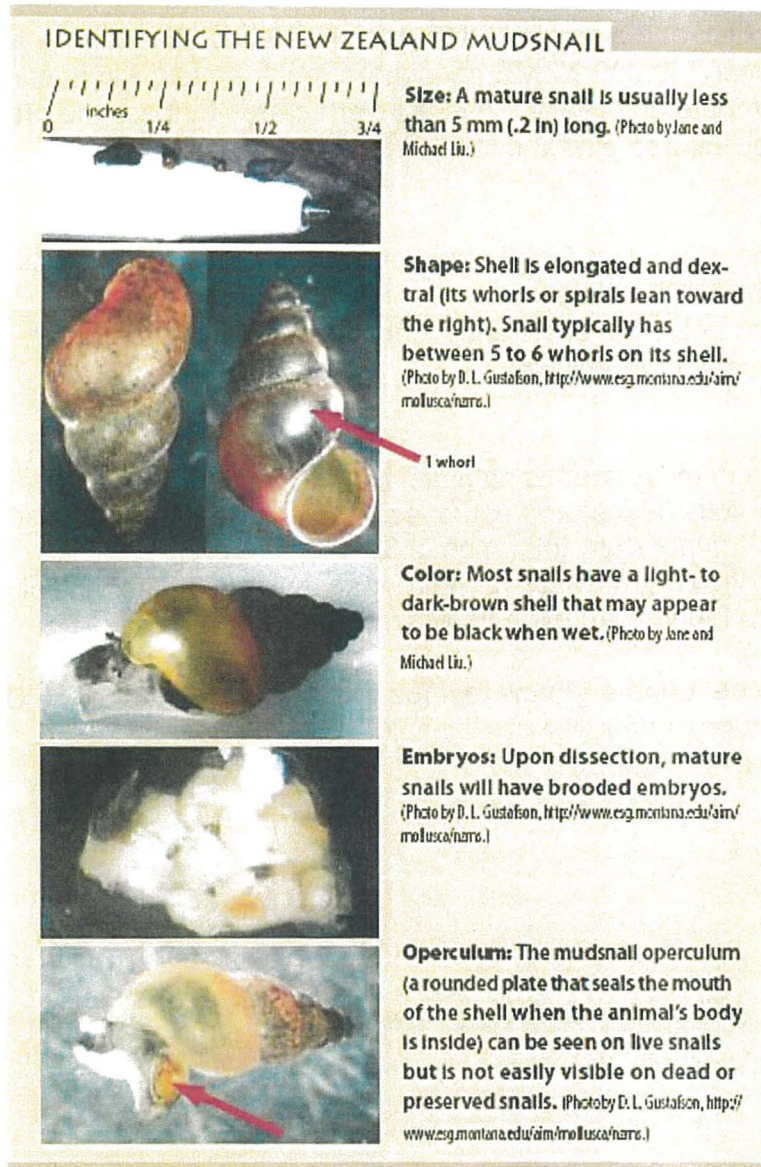 IDENTIFYING THE NEW ZEALAND MUDSNAIL
inches
0 1/4 1/2 3/4
Size: A mature snail is usually less
than 5 mm (.2 in) long. (Photo by Jane and
Michael Liu.)
Shape: Shell is elongated and dex-
tral (its whorls or spirals lean toward
the right). Snail typically has
between 5 to 6 whorls on its shell.
(Photo by D. L. Gustafson, http://www.esg.montana.edu/aim/
mollusca/nzms.)
1 whorl
Color: Most snails have a light- to
dark-brown shell that may appear
to be black when wet. (Photo by Jane and
Michael Liu.)
Embryos: Upon dissection, mature
snails will have brooded embryos.
(Photo by D. L. Gustafson, http://www.esg.montana/aim/
mollusca/nzms.)
Operculum: The mudsnail operculum
(a rounded plate that seals the mouth
of the shell when the animal's body
is inside) can be seen on live snails
but is not easily visible on dead or
preserved snails. (Photo by D. L. Gustafson, http://
www.esg.montana.edu/aim/mollusca/nzms.)